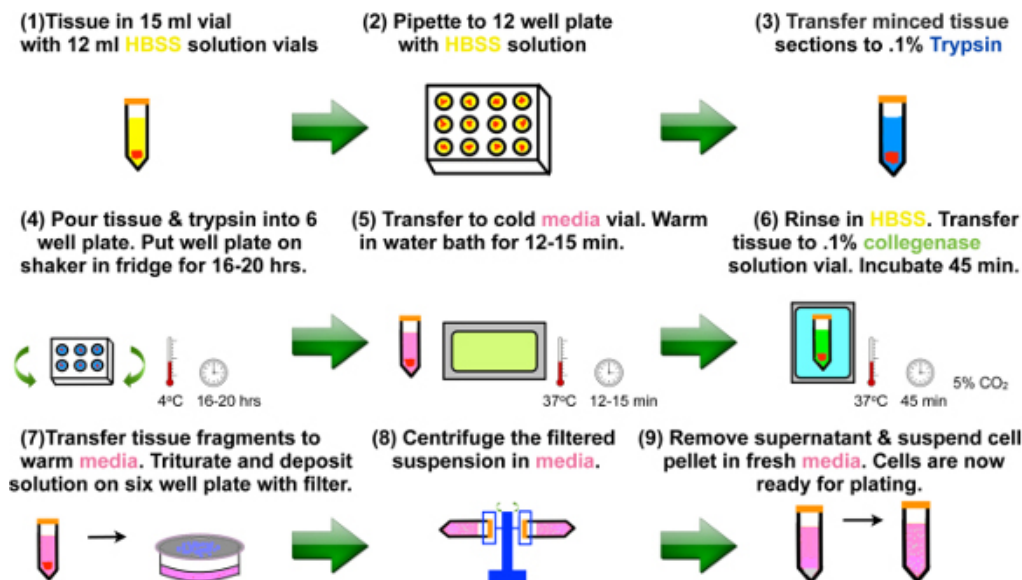 (1)Tissue in 15 ml vial
with 12 ml HBSS solution vials
(2) Pipette to 12 well plate
with HBSS solution
(3) Transfer minced tissue
sections to .1% Trypsin
(4) Pour tissue & trypsin into 6
well plate. Put well plate on
shaker in fridge for 16-20 hrs.
4°C
16-20 hrs
(5) Transfer to cold media vial. Warm
in water bath for 12-15 min.
37°C
12-15 min
(6) Rinse in HBSS. Transfer
tissue to .1% collegenase
solution vial. Incubate 45 min.
37°C
45 min
5% CO₂
(7)Transfer tissue fragments to
warm media. Triturate and deposit
solution on six well plate with filter.
(8) Centrifuge the filtered
suspension in media.
(9) Remove supernatant & suspend cell
pellet in fresh media. Cells are now
ready for plating.